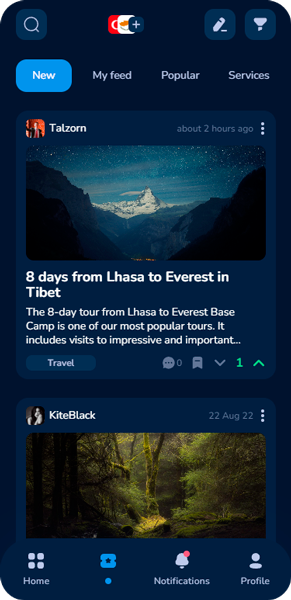 New
My feed
Popular
Services
Talzorn
about 2 hours ago
8 days from Lhasa to Everest in
Tibet
The 8-day tour from Lhasa to Everest Base
Camp is one of our most popular tours. It
includes visits to impressive and important...
Travel
0
1
KiteBlack
22 Aug 22
Home
Notifications
Profile